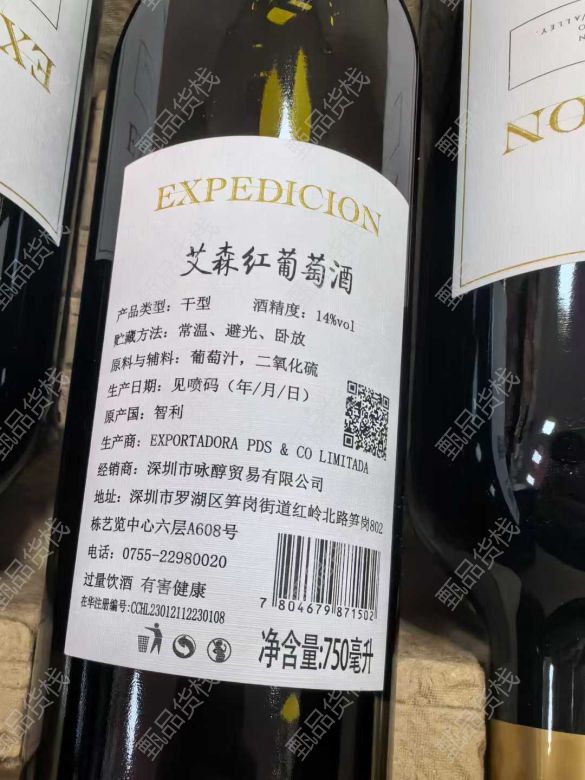 EXPEDICION
艾森红葡萄酒
产品类型：干型 酒精度：14%vol
贮藏方法：常温、避光、卧放
原料与辅料：葡萄汁，二氧化硫
生产日期：见喷码（年/月/日）
原产国：智利
生产商：EXPORTADORA PDS & CO LIMITADA
经销商：深圳市咏醇贸易有限公司
地址：深圳市罗湖区笋岗街道红岭北路笋岗802
栋艺览中心六层A608号
电话：0755-22980020
过量饮酒 有害健康
在华注册编号:CCHL23012112230108
7 804679 871502
净含量:750毫升
EX
VALLEY.
ON
甄品货栈